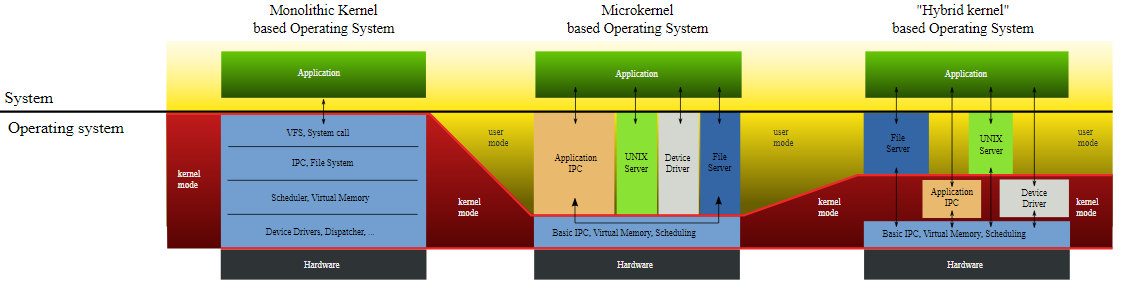 Monolithic Kernel
based Operating System
Microkernel
based Operating System
"Hybrid kernel"
based Operating System
Application
Application
Application
System
Operating system
VFS, System call
IPC, File System
Scheduler, Virtual Memory
Device Drivers, Dispatcher, ...
Hardware
kernel
mode
user
mode
kernel
mode
Application
IPC
UNIX
Server
Device
Driver
File
Server
Basic IPC, Virtual Memory, Scheduling
Hardware
user
mode
kernel
mode
File
Server
UNIX
Server
Application
IPC
Device
Driver
Basic IPC, Virtual Memory, Scheduling
Hardware
user
mode
kernel
mode